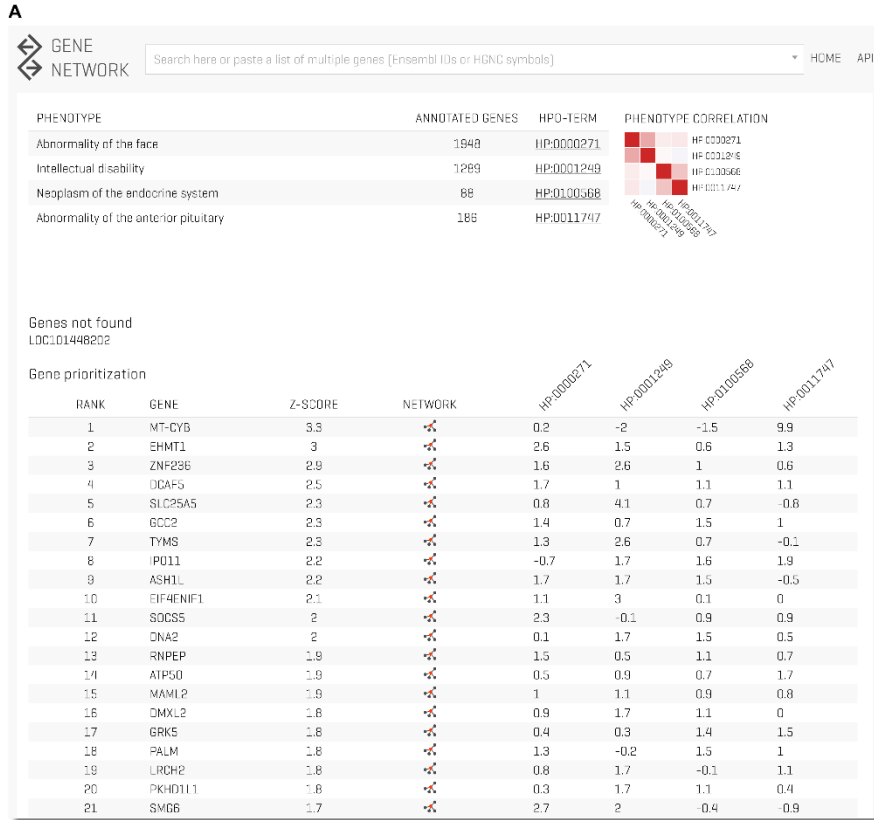 A
GENE
NETWORK
Search here or paste a list of multiple genes [Ensembl IDs or HGNC symbols]
HOME API
PHENOTYPE ANNOTATED GENES HPO-TERM PHENOTYPE CORRELATION
Abnormality of the face 1948 HP:0000271
Intellectual disability 1289 HP:0001249
Neoplasm of the endocrine system 88 HP:0100568
Abnormality of the anterior pituitary 186 HP:0011747
HP:0000271
HP:0001249
HP:0100568
HP:0011747
HP:0000271 HP:0001249 HP:0100568 HP:0011747
Genes not found
LOC101448202
Gene prioritization
RANK GENE Z-SCORE NETWORK HP:0000271 HP:0001249 HP:0100568 HP:0011747
1 MT-CYB 3.3 0.2 -2 -1.5 9.9
2 EHMT1 3 2.6 1.5 0.6 1.3
3 ZNF236 2.9 1.6 2.6 1 0.6
4 DCAF5 2.5 1.7 1 1.1 1.1
5 SLC25A5 2.3 0.8 4.1 0.7 -0.8
6 GCC2 2.3 1.4 0.7 1.5 1
7 TYMS 2.3 1.3 2.6 0.7 -0.1
8 IPO11 2.2 -0.7 1.7 1.6 1.9
9 ASH1L 2.2 1.7 1.7 1.5 -0.5
10 EIF4ENIF1 2.1 1.1 3 0.1 0
11 SOCS5 2 2.3 -0.1 0.9 0.9
12 DNA2 2 0.1 1.7 1.5 0.5
13 RNPEP 1.9 1.5 0.5 1.1 0.7
14 ATP5O 1.9 0.5 0.9 0.7 1.7
15 MAML2 1.9 1 1.1 0.9 0.8
16 DMXL2 1.8 0.9 1.7 1.1 0
17 GRK5 1.8 0.4 0.3 1.4 1.5
18 PALM 1.8 1.3 -0.2 1.5 1
19 LRCH2 1.8 0.8 1.7 -0.1 1.1
20 PKHD1L1 1.8 0.3 1.7 1.1 0.4
21 SMG6 1.7 2.7 2 -0.4 -0.9